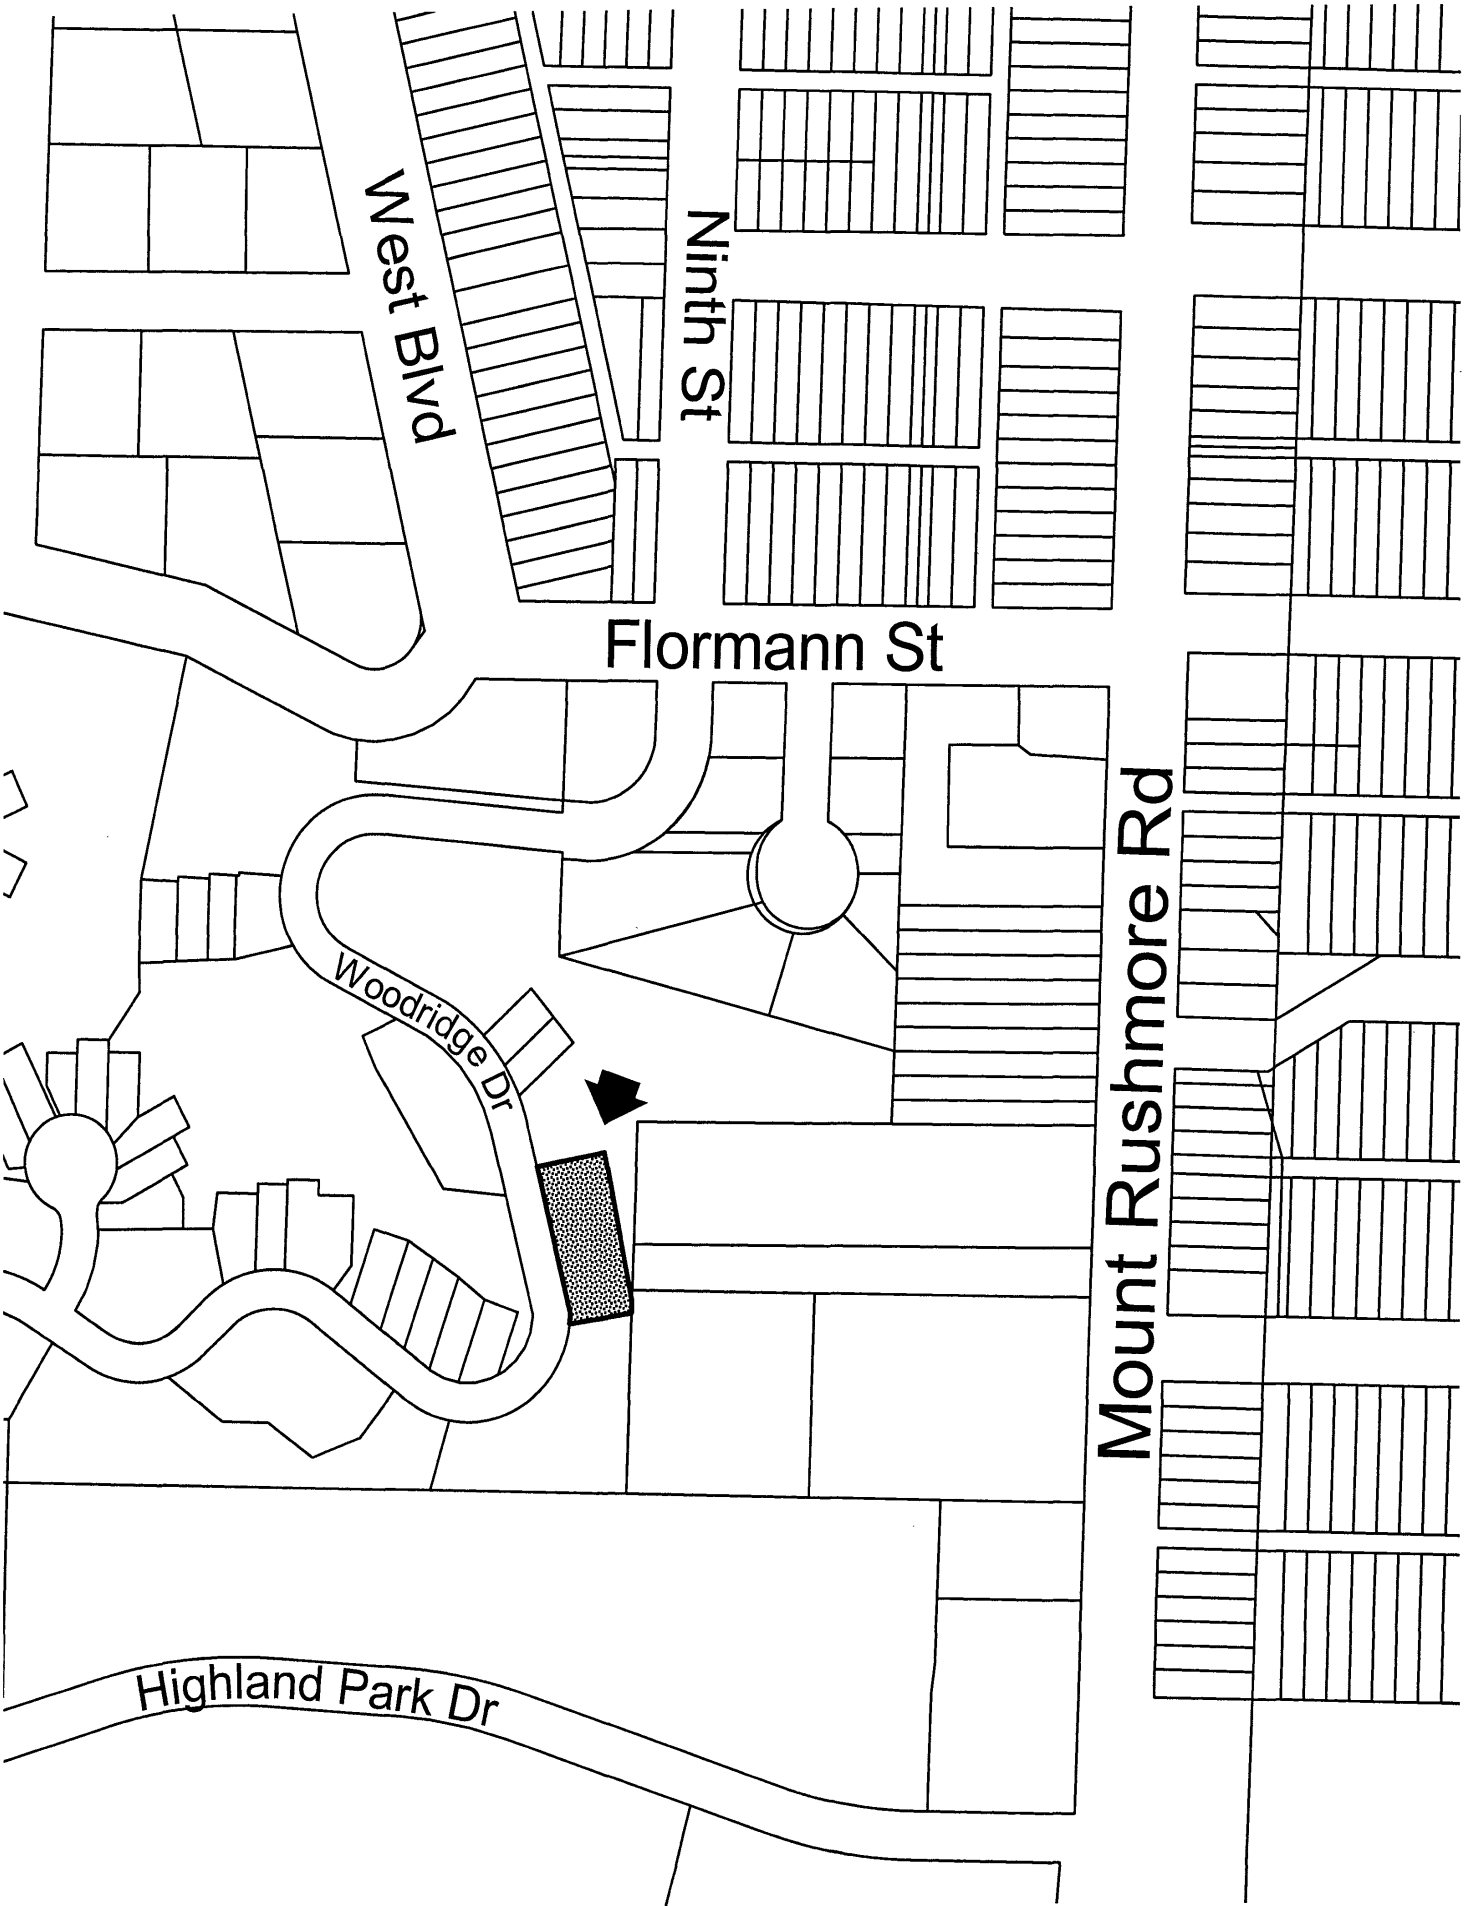 West Blvd
Ninth St
Flormann St
Mount Rushmore Rd
Woodridge Dr
Highland Park Dr